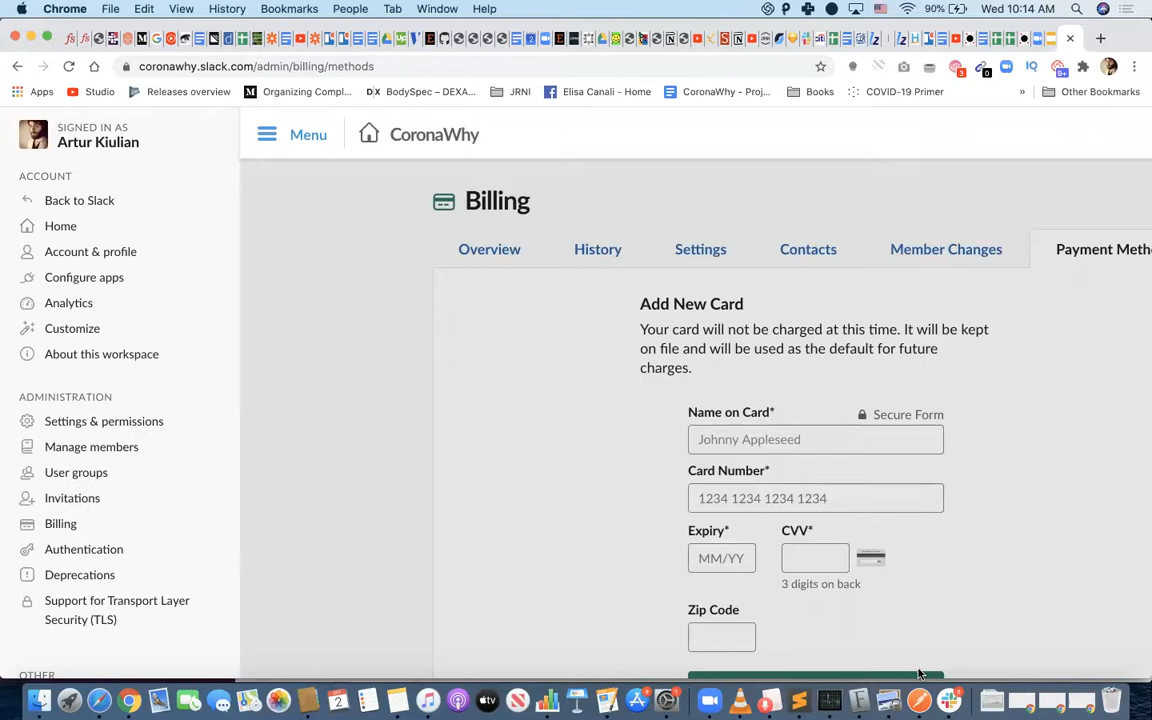 Chrome File Edit View History Bookmarks People Tab Window Help 90% Wed 10:14 AM
coronawhy.slack.com/admin/billing/methods
Apps Studio Releases overview Organizing Compl... BodySpec – DEXA... JRNI Elisa Canali - Home CoronaWhy - Proj... Books COVID-19 Primer » Other Bookmarks
SIGNED IN AS
Artur Kiulian
Menu
CoronaWhy
ACCOUNT
Back to Slack
Home
Account & profile
Configure apps
Analytics
Customize
About this workspace
ADMINISTRATION
Settings & permissions
Manage members
User groups
Invitations
Billing
Authentication
Deprecations
Support for Transport Layer
Security (TLS)
OTHER
Billing
Overview History Settings Contacts Member Changes Payment Meth
Add New Card
Your card will not be charged at this time. It will be kept
on file and will be used as the default for future
charges.
Name on Card* Secure Form
Johnny Appleseed
Card Number*
1234 1234 1234 1234
Expiry* CVV*
MM/YY
3 digits on back
Zip Code